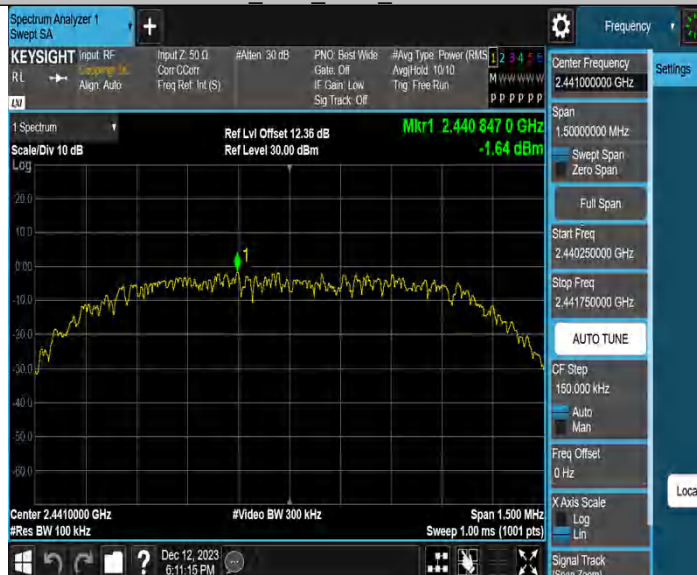 Spectrum Analyzer 1
Swept SA
+
Frequency
KEYSIGHT
RL
LXI
Input: RF
Align: Auto
Input Z: 50 Ω
Corr CCorr
Freq Ref: Int (S)
#Atten: 30 dB
PNO: Best Wide
Gate: Off
IF Gain: Low
Sig Track: Off
#Avg Type: Power (RMS
Avg|Hold: 10/10
Trig: Free Run
1 2 3 4 5 6
M W W W W W
P P P P P P
1 Spectrum
Scale/Div 10 dB
Log
Ref Lvl Offset 12.36 dB
Ref Level 30.00 dBm
Mkr1 2.440 847 0 GHz
-1.64 dBm
20.0
10.0
0.00
-10.0
-20.0
-30.0
-40.0
-50.0
-60.0
1
Center 2.4410000 GHz
#Res BW 100 kHz
#Video BW 300 kHz
Span 1.500 MHz
Sweep 1.00 ms (1001 pts)
?
Dec 12, 2023
6:11:15 PM
Center Frequency
2.441000000 GHz
Settings
Span
1.50000000 MHz
Swept Span
Zero Span
Full Span
Start Freq
2.440250000 GHz
Stop Freq
2.441750000 GHz
AUTO TUNE
CF Step
150.000 kHz
Auto
Man
Freq Offset
0 Hz
X Axis Scale
Log
Lin
Loca
Signal Track
(Span Zoom)